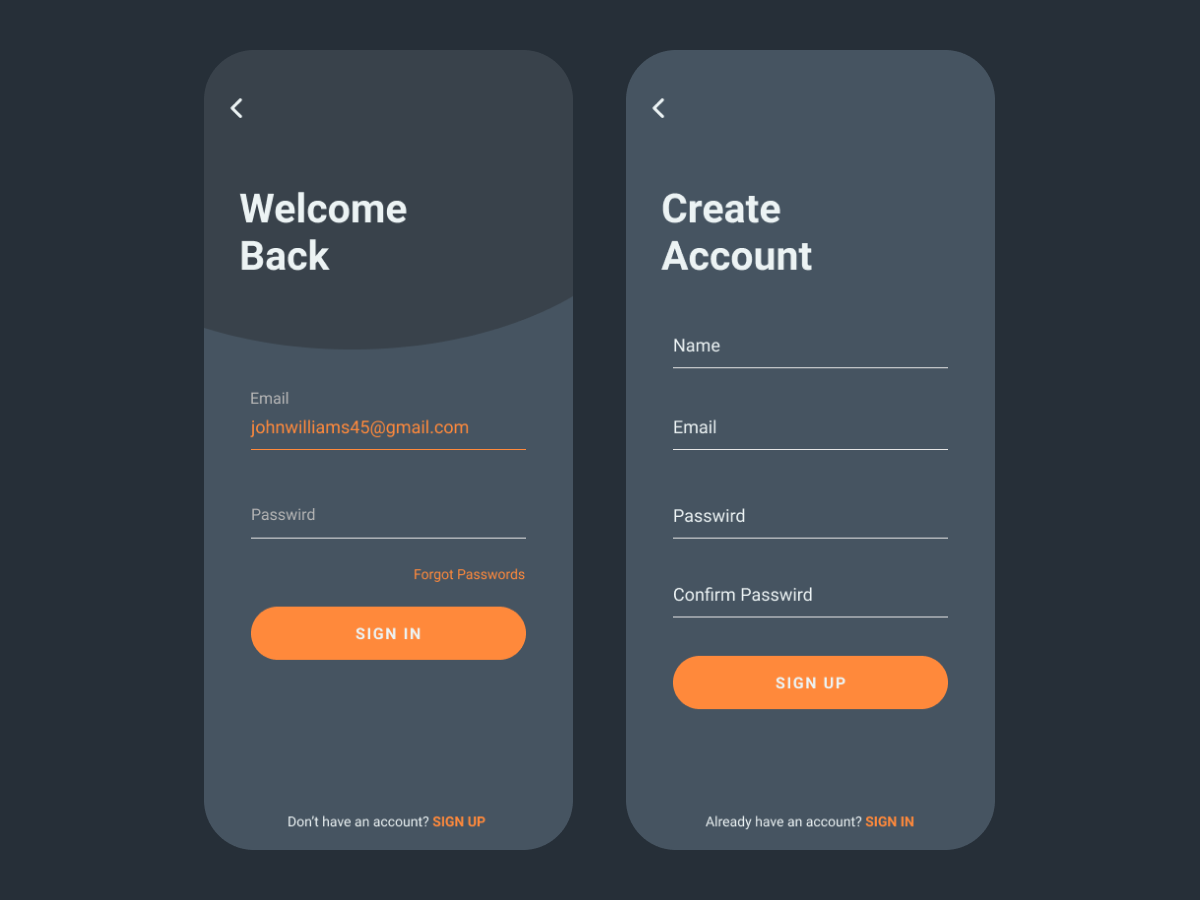 Welcome
Back
Email
johnwilliams45@gmail.com
Passwird
Forgot Passwords
SIGN IN
Don't have an account? SIGN UP
Create
Account
Name
Email
Passwird
Confirm Passwird
SIGN UP
Already have an account? SIGN IN